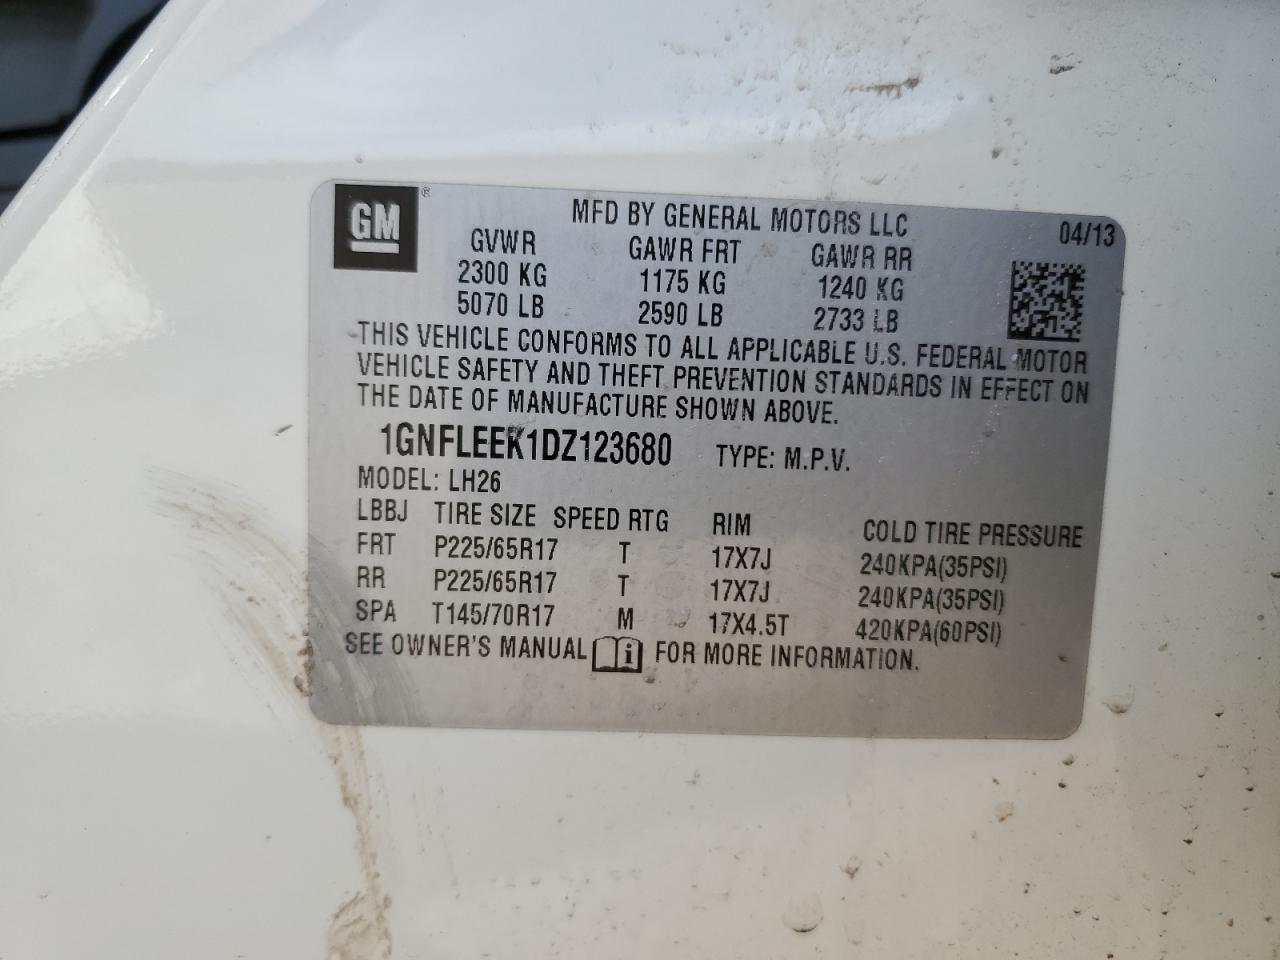 GM ®
MFD BY GENERAL MOTORS LLC 04/13
GVWR GAWR FRT GAWR RR
2300 KG 1175 KG 1240 KG
5070 LB 2590 LB 2733 LB
THIS VEHICLE CONFORMS TO ALL APPLICABLE U.S. FEDERAL MOTOR
VEHICLE SAFETY AND THEFT PREVENTION STANDARDS IN EFFECT ON
THE DATE OF MANUFACTURE SHOWN ABOVE.
1GNFLEEK1DZ123680 TYPE: M.P.V.
MODEL: LH26
LBBJ TIRE SIZE SPEED RTG RIM COLD TIRE PRESSURE
FRT P225/65R17 T 17X7J 240KPA(35PSI)
RR P225/65R17 T 17X7J 240KPA(35PSI)
SPA T145/70R17 M 17X4.5T 420KPA(60PSI)
SEE OWNER'S MANUAL i FOR MORE INFORMATION.